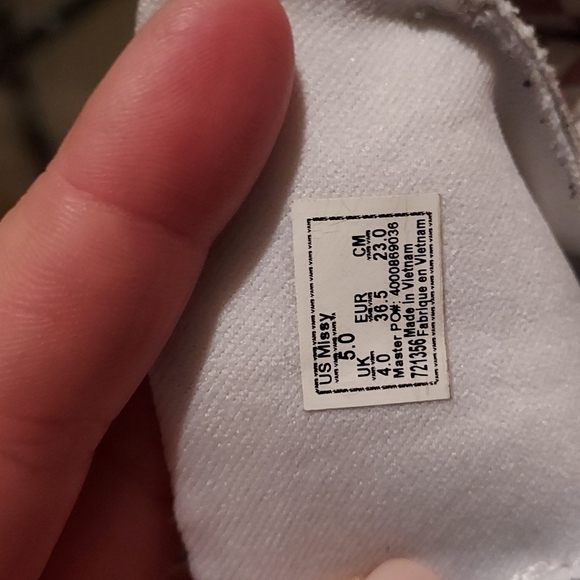 US Missy
5.0
UK EUR CM
4.0 36.5 23.0
Master PO#: 4000869036
721356 Made in Vietnam
Fabrique en Vietnam